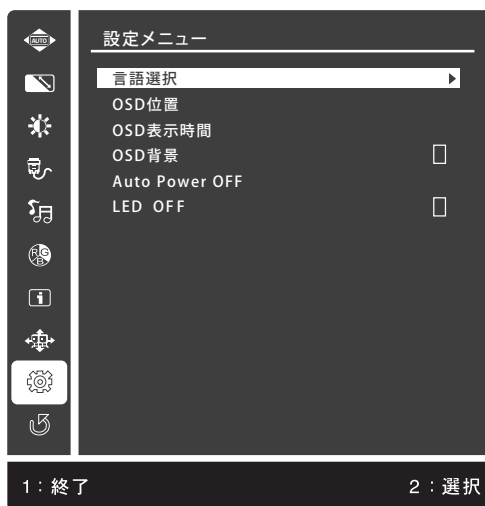 AUTO
設定メニュー
言語選択
OSD位置
OSD表示時間
OSD背景
Auto Power OFF
LED OFF
R G B
i
1：終了
2：選択